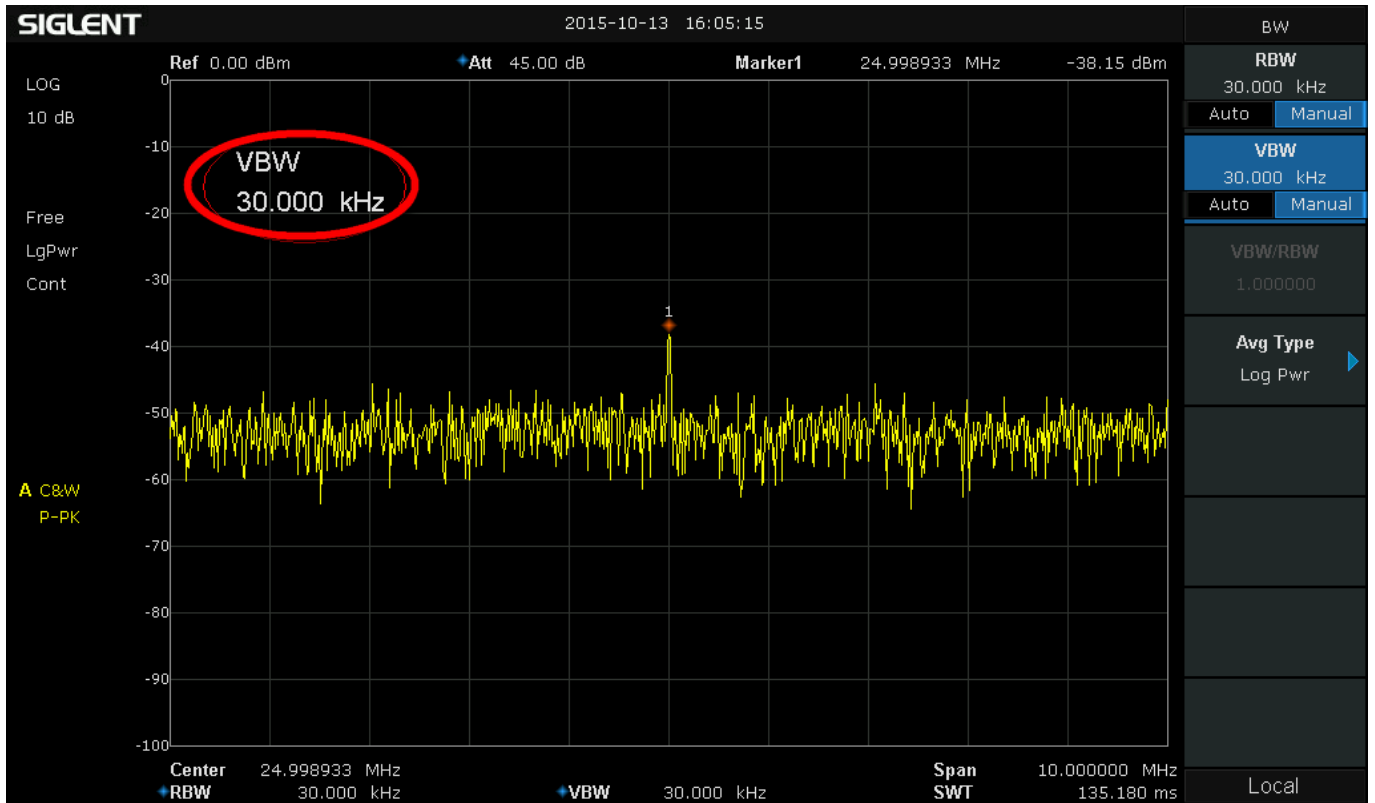 SIGLENT 2015-10-13 16:05:15 BW
Ref 0.00 dBm Att 45.00 dB Marker1 24.998933 MHz -38.15 dBm
RBW
30.000 kHz
Auto Manual
VBW
30.000 kHz
Auto Manual
VBW/RBW
1.000000
Avg Type
Log Pwr
Local
LOG
10 dB
Free
LgPwr
Cont
A C&W
P-PK
0
-10
-20
-30
-40
-50
-60
-70
-80
-90
-100
VBW
30.000 kHz
1
Center 24.998933 MHz Span 10.000000 MHz
RBW 30.000 kHz VBW 30.000 kHz SWT 135.180 ms